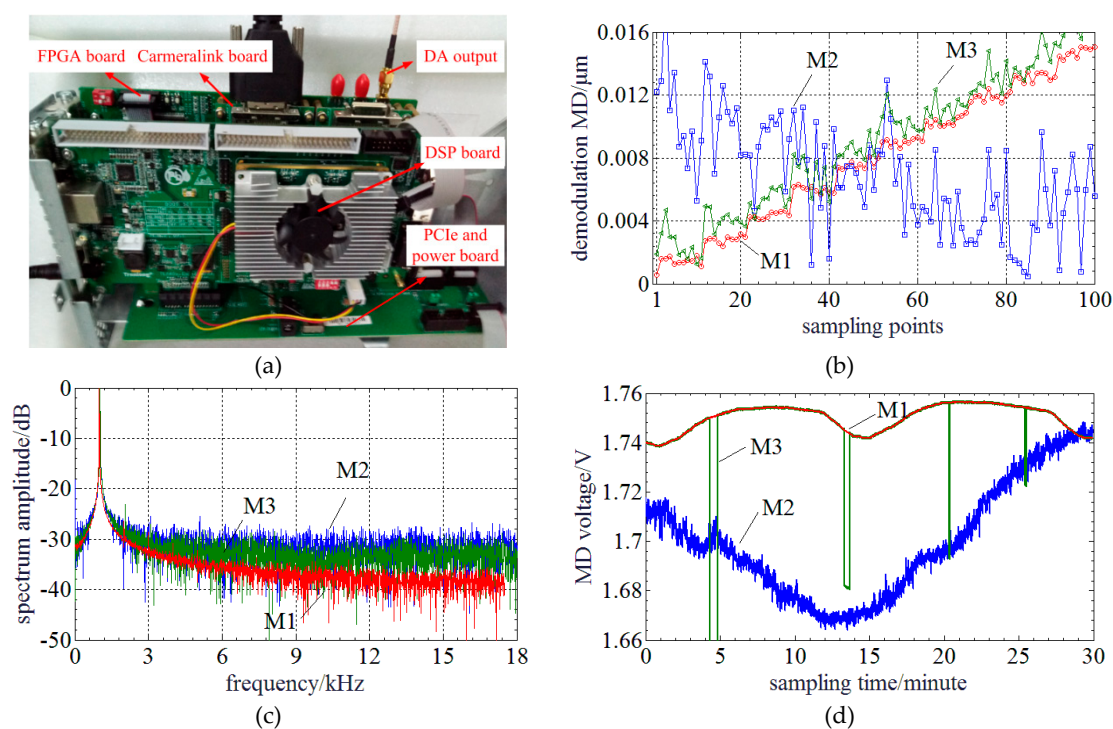 FPGA board
Carmeralink board
DA output
DSP board
PCIe and
power board
(a)
demodulation MD/μm
0.016
0.012
0.008
0.004
0
M2
M3
M1
1
20
40
60
80
100
sampling points
(b)
spectrum amplitude/dB
0
-10
-20
-30
-40
-50
M2
M3
M1
0
3
6
9
12
15
18
frequency/kHz
(c)
MD voltage/V
1.76
1.74
1.72
1.7
1.68
1.66
M1
M3
M2
0
5
10
15
20
25
30
sampling time/minute
(d)